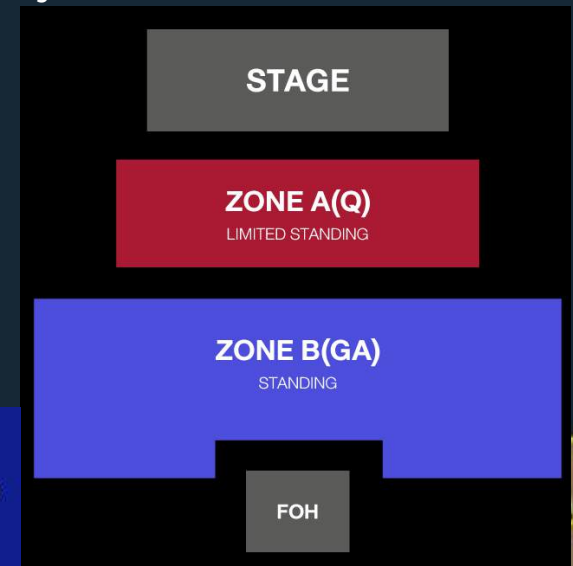 STAGE
ZONE A(Q)
LIMITED STANDING
ZONE B(GA)
STANDING
FOH